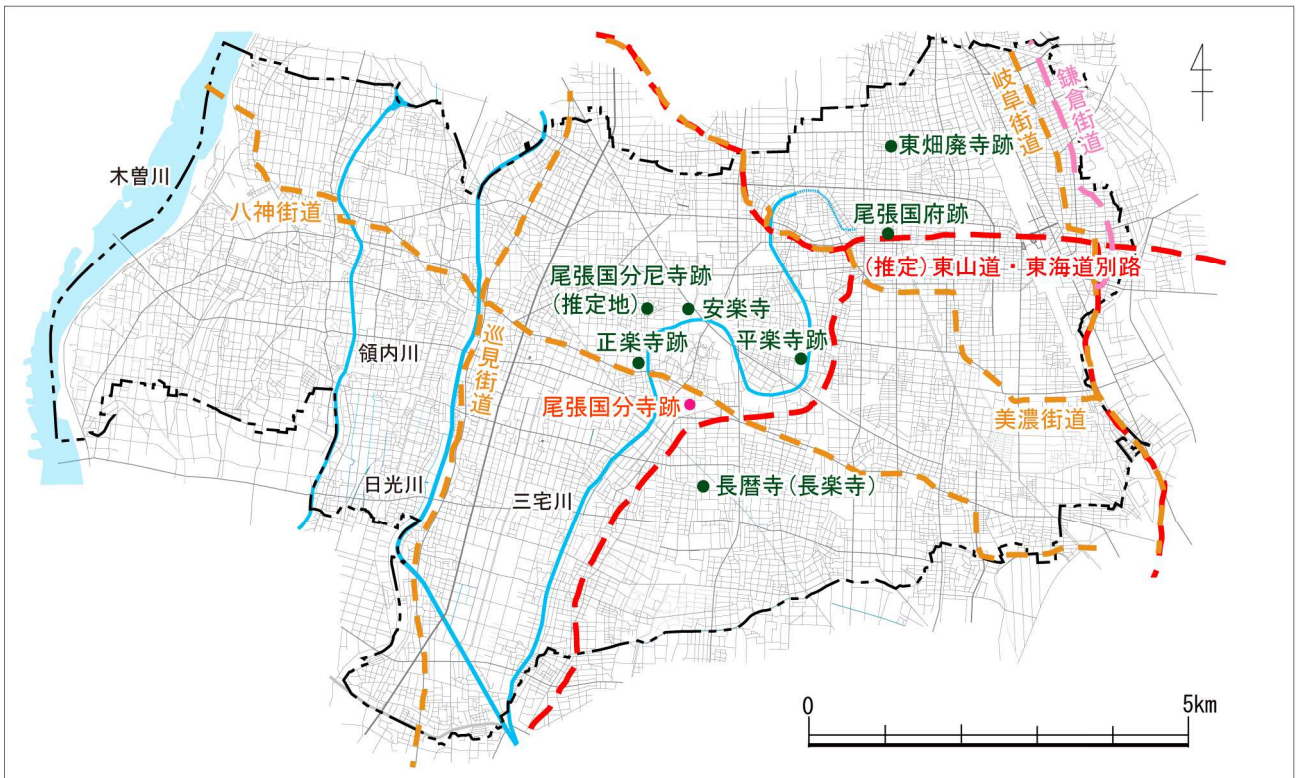 岐阜街道
鎌倉街道
東畑廃寺跡
木曽川
八神街道
尾張国府跡
(推定)東山道・東海道別路
尾張国分尼寺跡
(推定地)
安楽寺
正楽寺跡
平楽寺跡
領内川
巡見街道
尾張国分寺跡
美濃街道
日光川
三宅川
長暦寺(長楽寺)
0
5km